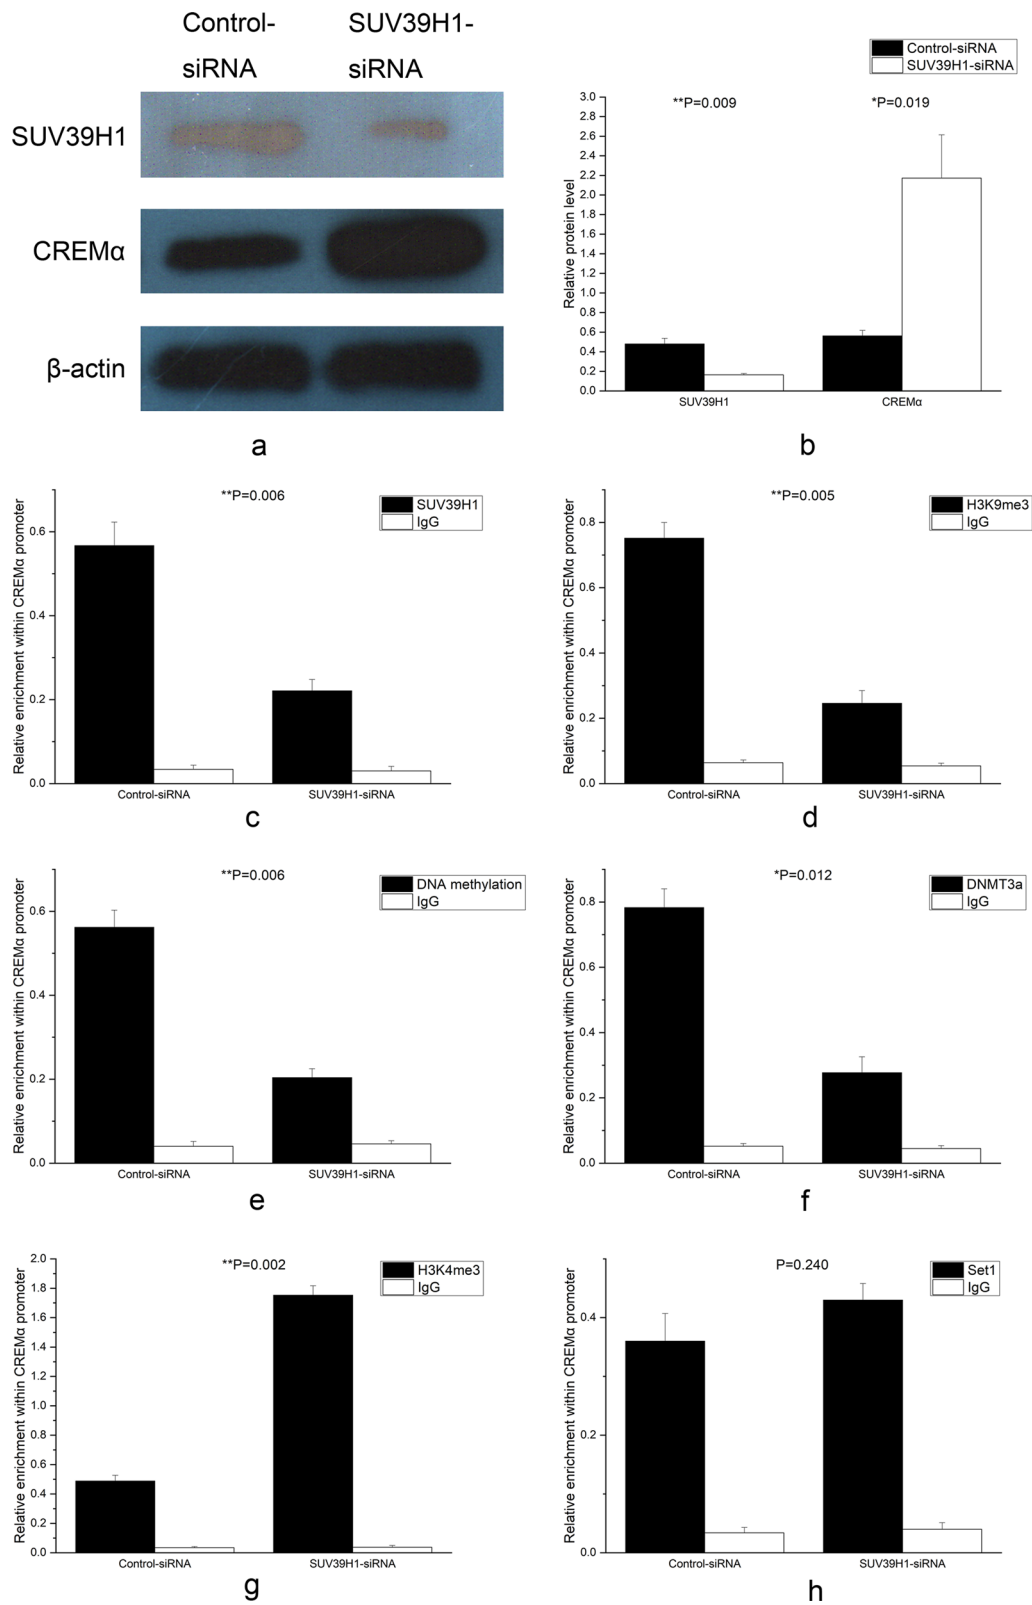 Control-
siRNA
SUV39H1-
siRNA
SUV39H1
CREMα
β-actin
a
Control-siRNA
SUV39H1-siRNA
**P=0.009
*P=0.019
Relative protein level
3.0
2.8
2.6
2.4
2.2
2.0
1.8
1.6
1.4
1.2
1.0
0.8
0.6
0.4
0.2
0.0
SUV39H1
CREMα
b
**P=0.006
SUV39H1
IgG
Relative enrichment within CREMα promoter
0.6
0.4
0.2
0.0
Control-siRNA
SUV39H1-siRNA
c
**P=0.005
H3K9me3
IgG
Relative enrichment within CREMα promoter
0.8
0.6
0.4
0.2
0.0
Control-siRNA
SUV39H1-siRNA
d
**P=0.006
DNA methylation
IgG
Relative enrichment within CREMα promoter
0.6
0.4
0.2
0.0
Control-siRNA
SUV39H1-siRNA
e
*P=0.012
DNMT3a
IgG
Relative enrichment within CREMα promoter
0.8
0.6
0.4
0.2
0.0
Control-siRNA
SUV39H1-siRNA
f
**P=0.002
H3K4me3
IgG
Relative enrichment within CREMα promoter
2.0
1.8
1.6
1.4
1.2
1.0
0.8
0.6
0.4
0.2
0.0
Control-siRNA
SUV39H1-siRNA
g
P=0.240
Set1
IgG
Relative enrichment within CREMα promoter
0.4
0.2
0.0
Control-siRNA
SUV39H1-siRNA
h